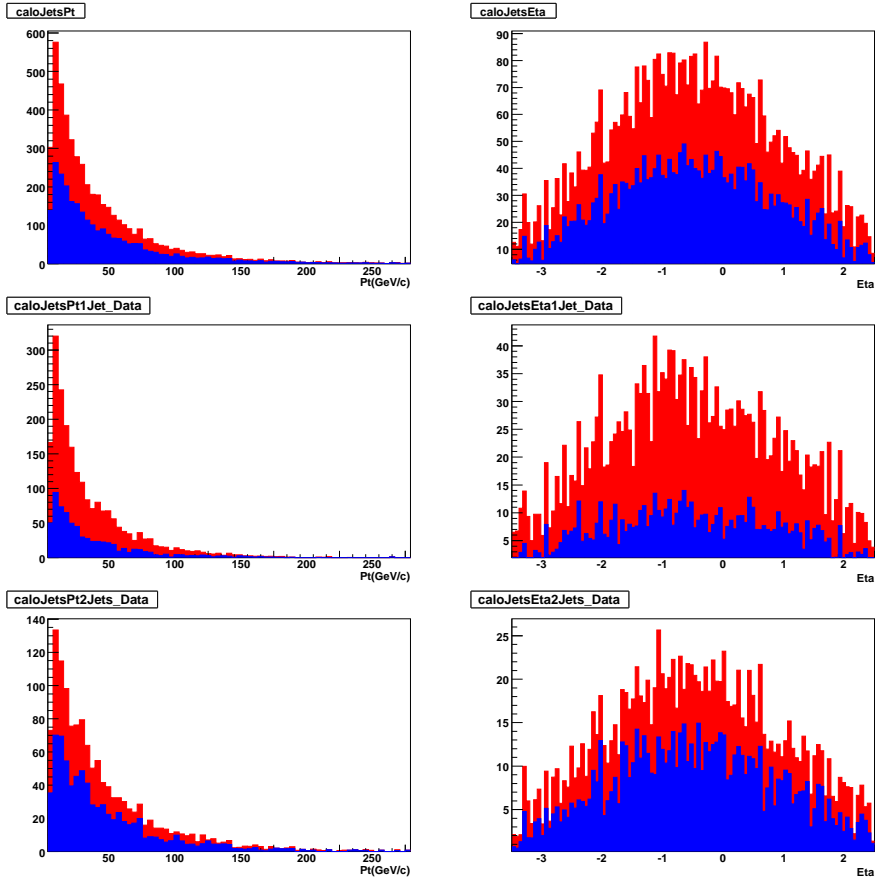 caloJetsPt
600
500
400
300
200
100
0
50 100 150 200 250
Pt(GeV/c)
caloJetsEta
90
80
70
60
50
40
30
20
10
-3 -2 -1 0 1 2
Eta
caloJetsPt1Jet_Data
300
250
200
150
100
50
0
50 100 150 200 250
Pt(GeV/c)
caloJetsEta1Jet_Data
40
35
30
25
20
15
10
5
-3 -2 -1 0 1 2
Eta
caloJetsPt2Jets_Data
140
120
100
80
60
40
20
0
50 100 150 200 250
Pt(GeV/c)
caloJetsEta2Jets_Data
25
20
15
10
5
-3 -2 -1 0 1 2
Eta